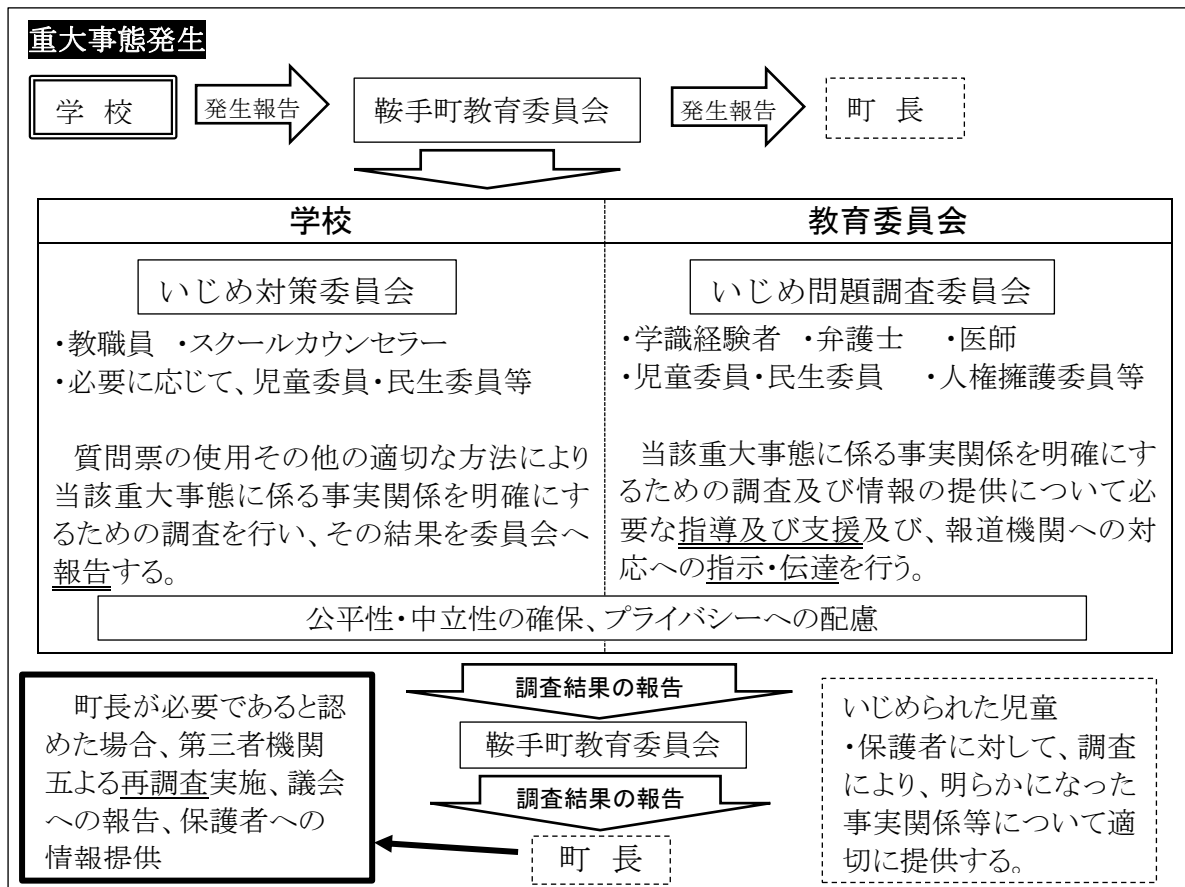 重大事態発生
学 校
発生報告
鞍手町教育委員会
発生報告
町 長
学校
教育委員会
いじめ対策委員会
・教職員 ・スクールカウンセラー
・必要に応じて、児童委員・民生委員等
質問票の使用その他の適切な方法により
当該重大事態に係る事実関係を明確にす
るための調査を行い、その結果を委員会へ
報告する。
いじめ問題調査委員会
・学識経験者 ・弁護士 ・医師
・児童委員・民生委員 ・人権擁護委員等
当該重大事態に係る事実関係を明確にす
るための調査及び情報の提供について必
要な指導及び支援及び、報道機関への対
応への指示・伝達を行う。
公平性・中立性の確保、プライバシーへの配慮
町長が必要であると認
めた場合、第三者機関
五よる再調査実施、議会
への報告、保護者への
情報提供
調査結果の報告
鞍手町教育委員会
調査結果の報告
町 長
いじめられた児童
・保護者に対して、調査
により、明らかになった
事実関係等について適
切に提供する。